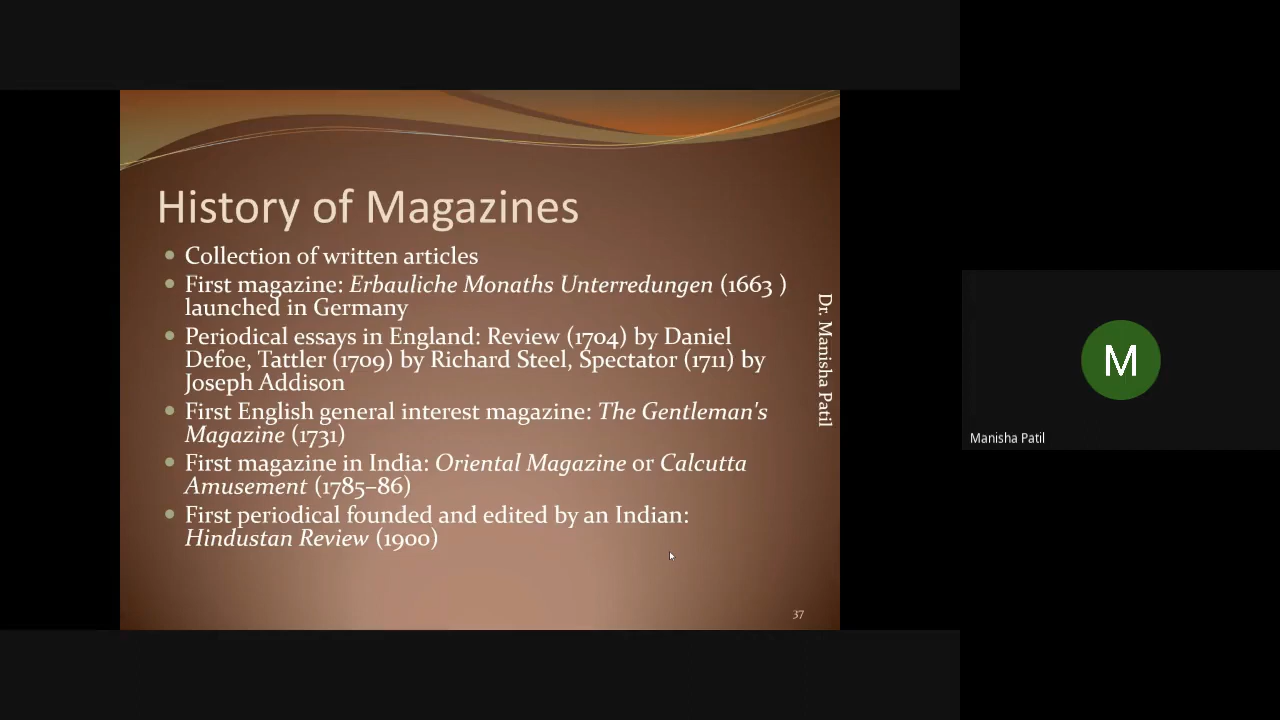 History of Magazines
Collection of written articles
First magazine: Erbauliche Monaths Unterredungen (1663 )
launched in Germany
Periodical essays in England: Review (1704) by Daniel
Defoe, Tattler (1709) by Richard Steel, Spectator (1711) by
Joseph Addison
First English general interest magazine: The Gentleman's
Magazine (1731)
First magazine in India: Oriental Magazine or Calcutta
Amusement (1785–86)
First periodical founded and edited by an Indian:
Hindustan Review (1900)
Dr. Manisha Patil
37
M
Manisha Patil